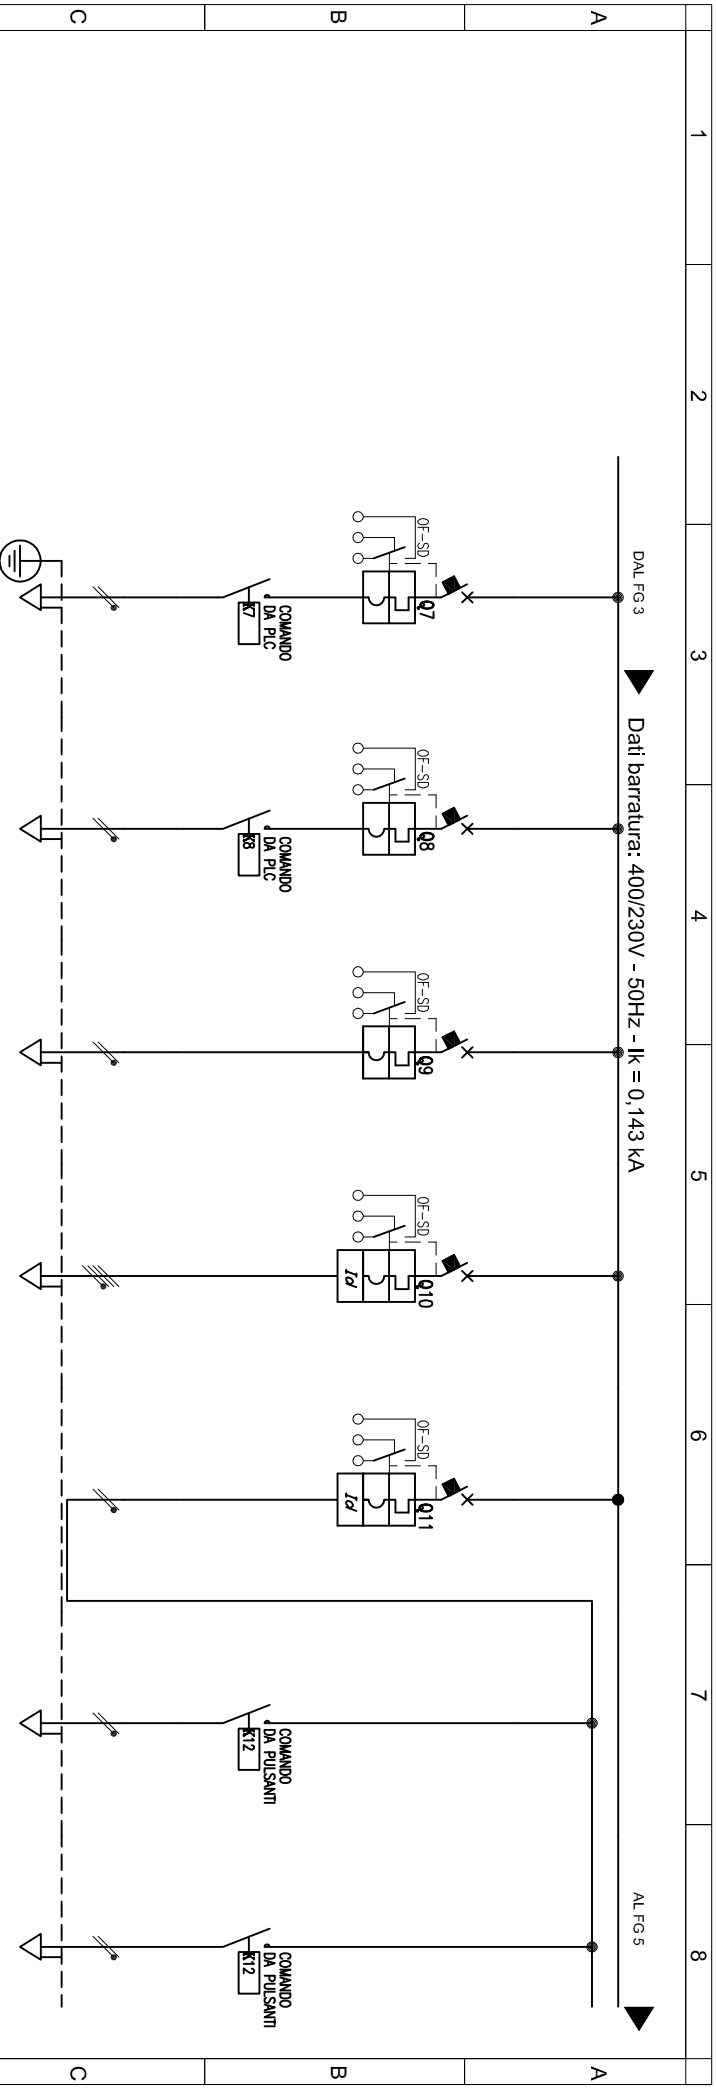 1
2
3
4
5
6
7
8
A
B
C
A
B
C
DAL FG 3
Dati barratura: 400/230V - 50Hz - Ik = 0,143 kA
AL FG 5
Q7
OF-SD
COMANDO
DA PLC
K7
Q8
OF-SD
COMANDO
DA PLC
K8
Q9
OF-SD
Q10
OF-SD
Id
Q11
OF-SD
Id
COMANDO
DA PULSANTI
K12
COMANDO
DA PULSANTI
K12